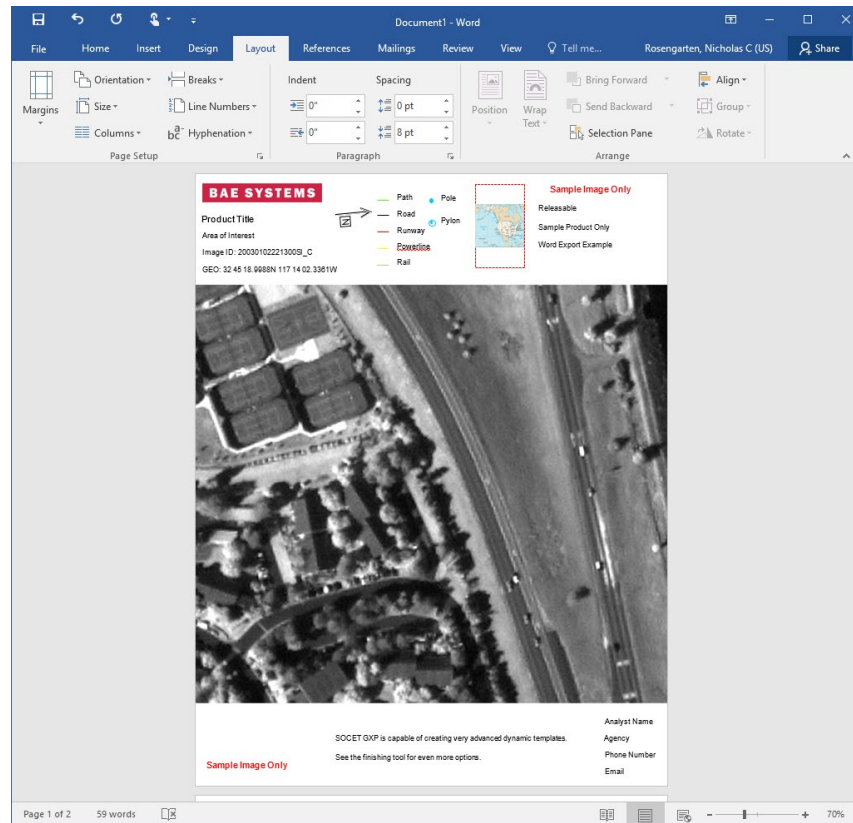 Document1 - Word
File Home Insert Design Layout References Mailings Review View Tell me... Rosengarten, Nicholas C (US) Share
Margins
Orientation
Size
Columns
Breaks
Line Numbers
Hyphenation
Page Setup
Indent Spacing
0" 0 pt
0" 8 pt
Paragraph
Position
Wrap Text
Bring Forward
Send Backward
Selection Pane
Align
Group
Rotate
Arrange
BAE SYSTEMS
Product Title
Area of Interest
Image ID: 20030102221300SI_C
GEO: 32 45 18.9988N 117 14 02.3361W
Z
Path
Road
Runway
Powerline
Rail
Pole
Pylon
Sample Image Only
Releasable
Sample Product Only
Word Export Example
Sample Image Only
SOCET GXP is capable of creating very advanced dynamic templates.
See the finishing tool for even more options.
Analyst Name
Agency
Phone Number
Email
Page 1 of 2 59 words 70%